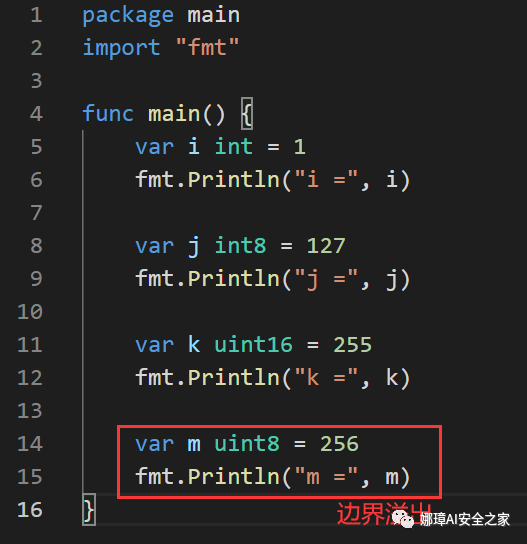 1 package main
2 import "fmt"
3
4 func main() {
5 var i int = 1
6 fmt.Println("i =", i)
7
8 var j int8 = 127
9 fmt.Println("j =", j)
10
11 var k uint16 = 255
12 fmt.Println("k =", k)
13
14 var m uint8 = 256
15 fmt.Println("m =", m)
16 }
边界溢出
娜璋AI安全之家